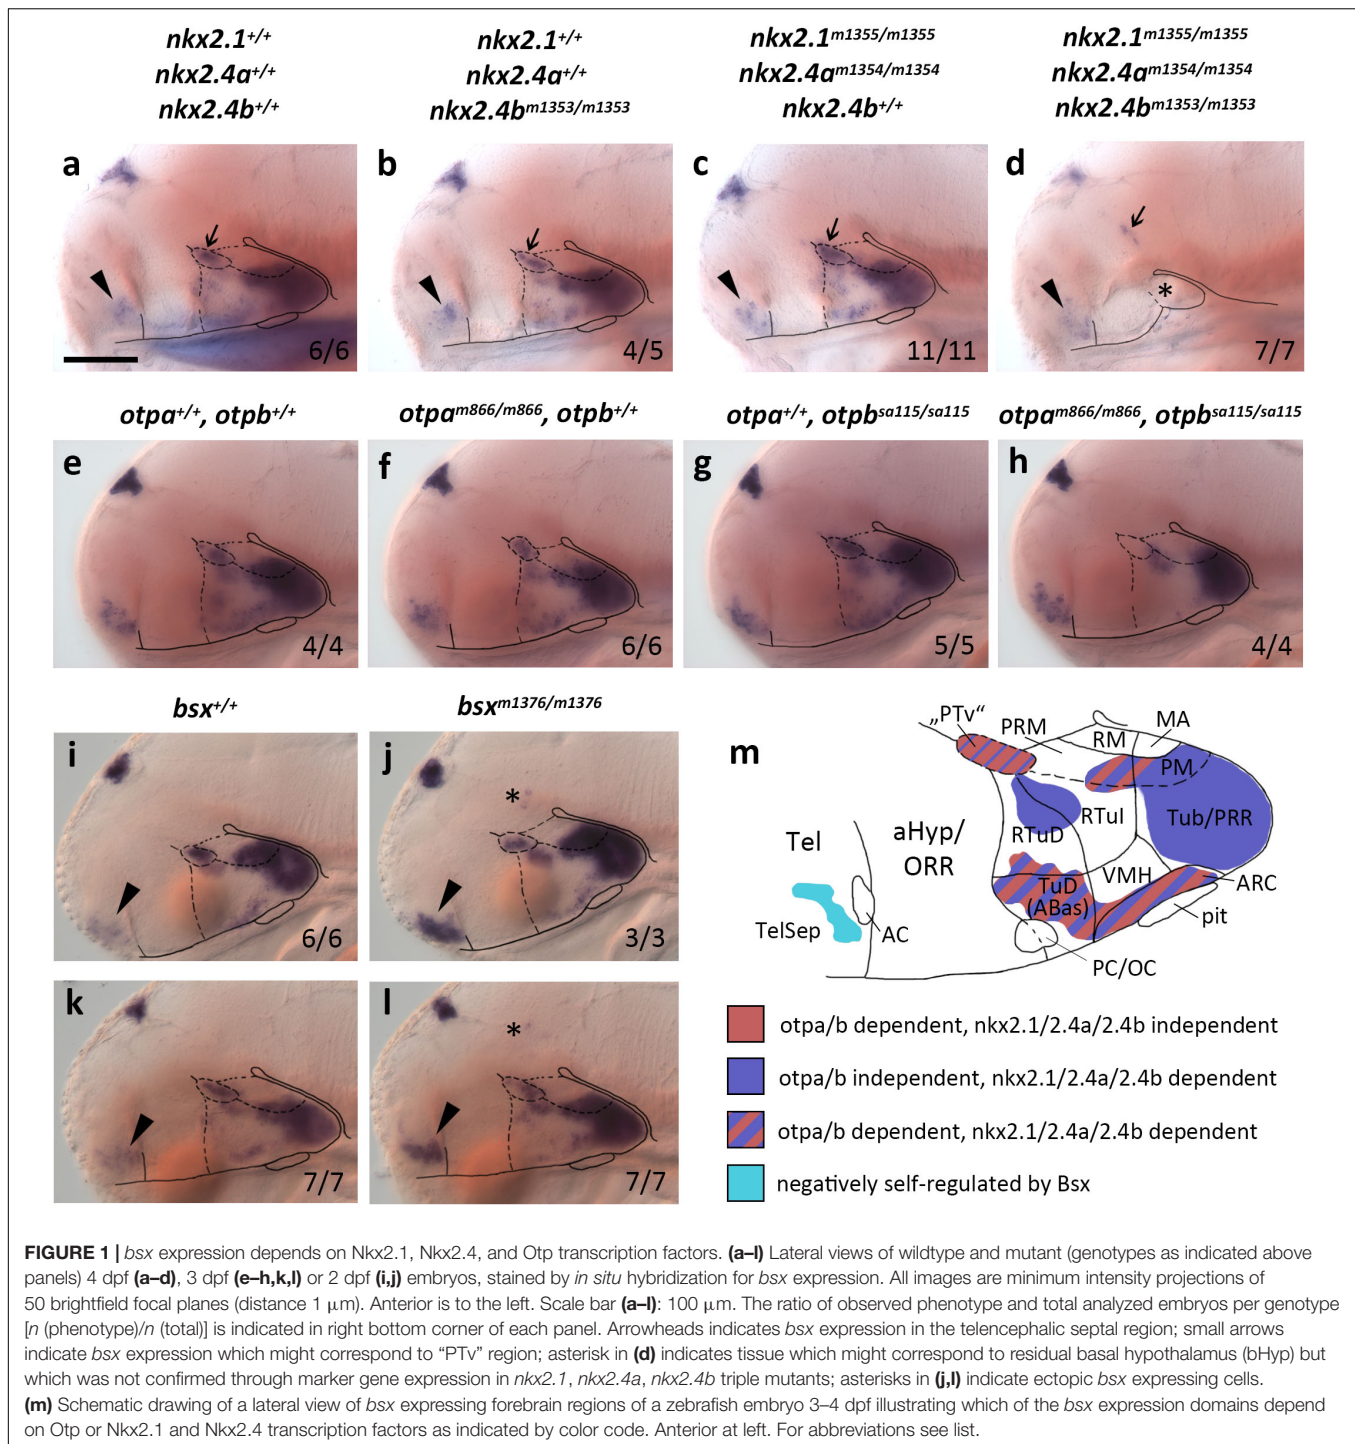 nkx2.1+/+
nkx2.4a+/+
nkx2.4b+/+
nkx2.1+/+
nkx2.4a+/+
nkx2.4bm1353/m1353
nkx2.1m1355/m1355
nkx2.4am1354/m1354
nkx2.4b+/+
nkx2.1m1355/m1355
nkx2.4am1354/m1354
nkx2.4bm1353/m1353
a
6/6
b
4/5
c
11/11
d
*
7/7
otpa+/+, otpb+/+
otpam866/m866, otpb+/+
otpa+/+, otpbsa115/sa115
otpam866/m866, otpbsa115/sa115
e
4/4
f
6/6
g
5/5
h
4/4
bsx+/+
bsxm1376/m1376
i
6/6
j
*
3/3
k
7/7
l
*
7/7
m
„PTv“
PRM
RM
MA
PM
Tub/PRR
RTuI
RTuD
Tel
aHyp/
ORR
VMH
TuD
(ABas)
ARC
pit
TelSep
AC
PC/OC
otpa/b dependent, nkx2.1/2.4a/2.4b independent
otpa/b independent, nkx2.1/2.4a/2.4b dependent
otpa/b dependent, nkx2.1/2.4a/2.4b dependent
negatively self-regulated by Bsx
FIGURE 1 | bsx expression depends on Nkx2.1, Nkx2.4, and Otp transcription factors. (a–l) Lateral views of wildtype and mutant (genotypes as indicated above
panels) 4 dpf (a–d), 3 dpf (e–h,k,l) or 2 dpf (i,j) embryos, stained by in situ hybridization for bsx expression. All images are minimum intensity projections of
50 brightfield focal planes (distance 1 μm). Anterior is to the left. Scale bar (a–l): 100 μm. The ratio of observed phenotype and total analyzed embryos per genotype
[n (phenotype)/n (total)] is indicated in right bottom corner of each panel. Arrowheads indicates bsx expression in the telencephalic septal region; small arrows
indicate bsx expression which might correspond to “PTv” region; asterisk in (d) indicates tissue which might correspond to residual basal hypothalamus (bHyp) but
which was not confirmed through marker gene expression in nkx2.1, nkx2.4a, nkx2.4b triple mutants; asterisks in (j,l) indicate ectopic bsx expressing cells.
(m) Schematic drawing of a lateral view of bsx expressing forebrain regions of a zebrafish embryo 3–4 dpf illustrating which of the bsx expression domains depend
on Otp or Nkx2.1 and Nkx2.4 transcription factors as indicated by color code. Anterior at left. For abbreviations see list.